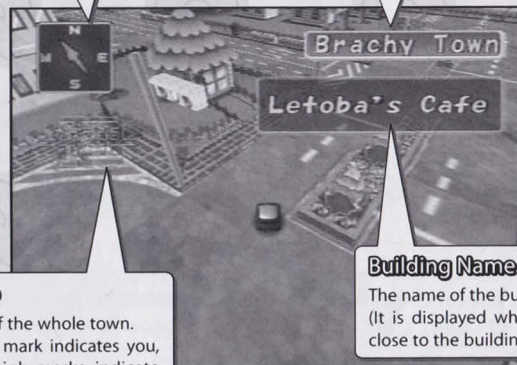 N
W E
S
Brachy Town
Letoba's Cafe
f the whole town.
mark indicates you,
indicate
Building Name
The name of the bu
(It is displayed wh
close to the buildin